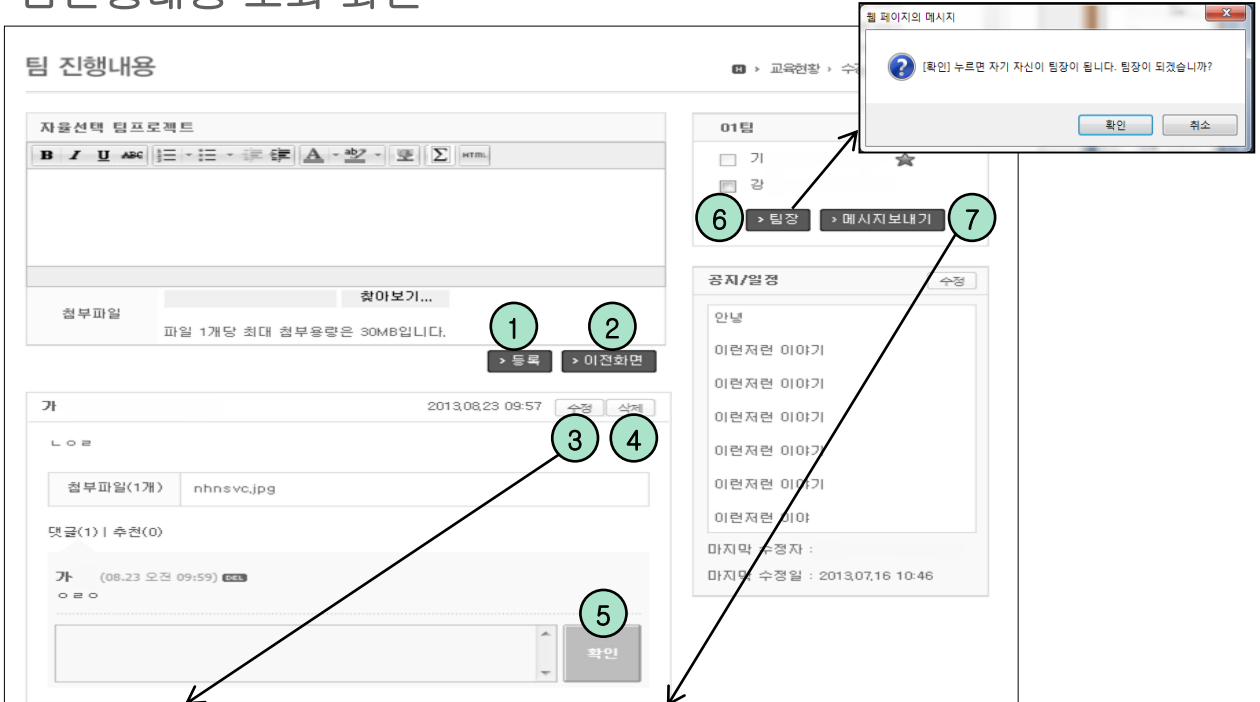 웹 페이지의 메시지
[확인] 누르면 자기 자신이 팀장이 됩니다. 팀장이 되겠습니까?
확인
취소
팀 진행내용
H > 교육현황 >
자율선택 팀프로젝트
B I U ABC
A ab
Σ HTML
첨부파일
찾아보기...
파일 1개당 최대 첨부용량은 30MB입니다.
1
2
> 등록
> 이전화면
가
2013.08.23 09:57
수정
삭제
3
4
ㄴㅇㄹ
첨부파일(1개)
nhnsvc.jpg
댓글(1) | 추천(0)
가 (08.23 오전 09:59) DEL
ㅇㄹㅇ
5
확인
01팀
기
강
6
> 팀장
> 메시지보내기
7
공지/일정
수정
안녕
이런저런 이야기
이런저런 이야기
이런저런 이야기
이런저런 이야기
이런저런 이야기
이런저런 이야
마지막 수정자 :
마지막 수정일 : 2013.07.16 10:46